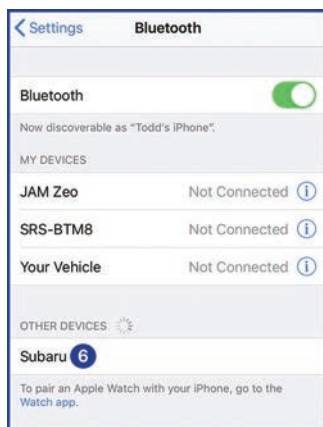 Settings Bluetooth
Bluetooth
Now discoverable as "Todd's iPhone".
MY DEVICES
JAM Zeo Not Connected i
SRS-BTM8 Not Connected i
Your Vehicle Not Connected i
OTHER DEVICES
Subaru 6
To pair an Apple Watch with your iPhone, go to the
Watch app.